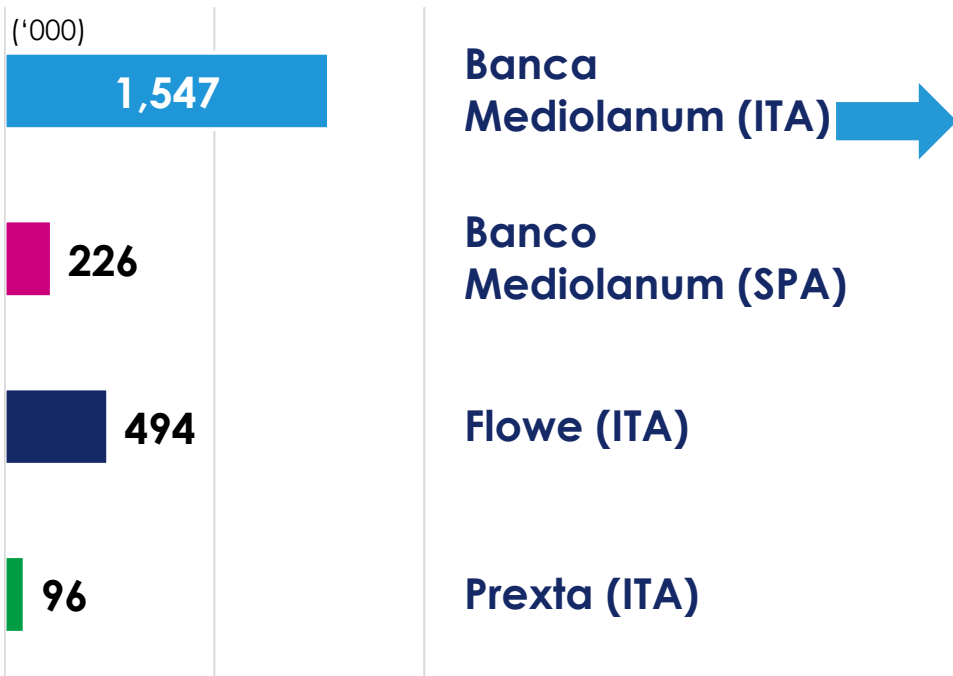 (‘000)
1,547
Banca
Mediolanum (ITA)
226
Banco
Mediolanum (SPA)
494
Flowe (ITA)
96
Prexta (ITA)